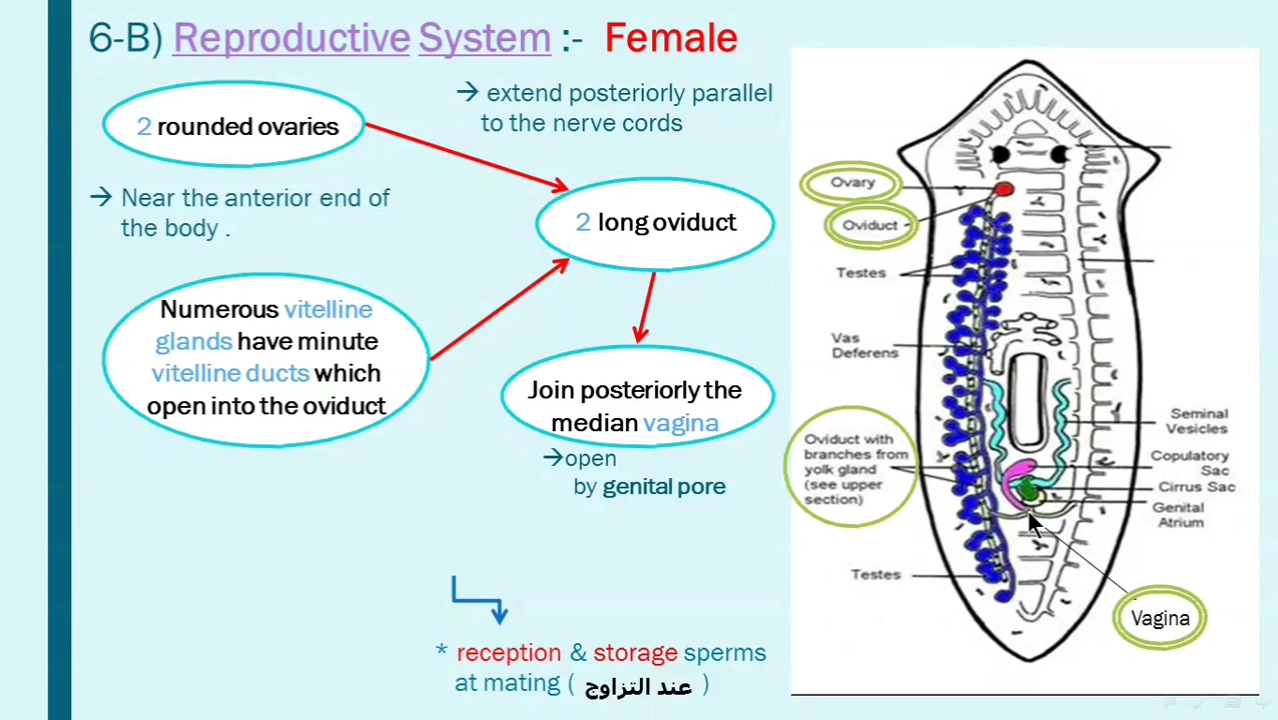 6-B) Reproductive System :- Female
2 rounded ovaries
→ Near the anterior end of
the body .
Numerous vitelline
glands have minute
vitelline ducts which
open into the oviduct
→ extend posteriorly parallel
to the nerve cords
2 long oviduct
Join posteriorly the
median vagina
→open
by genital pore
* reception & storage sperms
at mating ( عند التزاوج )
Ovary
Oviduct
Testes
Vas
Deferens
Oviduct with
branches from
yolk gland
(see upper
section)
Testes
Seminal
Vesicles
Copulatory
Sac
Cirrus Sac
Genital
Atrium
Vagina